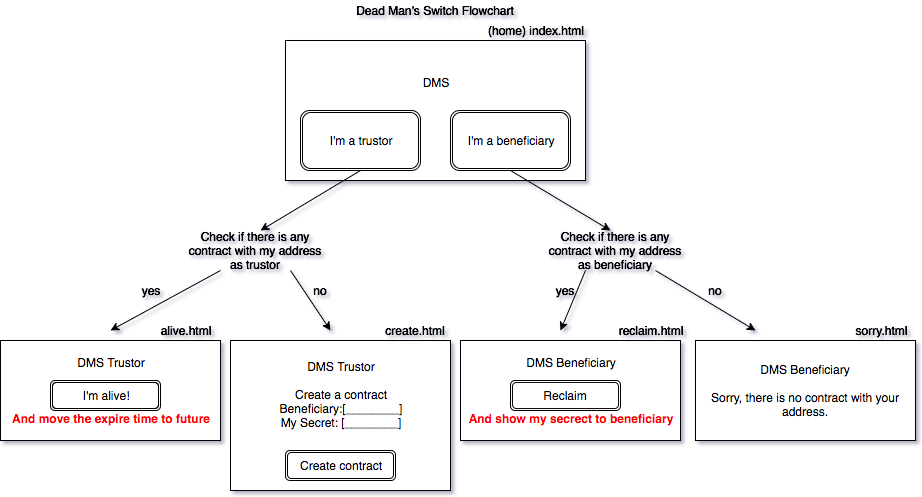 Dead Man's Switch Flowchart
(home) index.html
DMS
I'm a trustor
I'm a beneficiary
Check if there is any
contract with my address
as trustor
Check if there is any
contract with my address
as beneficiary
yes
no
yes
no
alive.html
DMS Trustor
I'm alive!
And move the expire time to future
create.html
DMS Trustor
Create a contract
Beneficiary:[________]
My Secret: [________]
Create contract
reclaim.html
DMS Beneficiary
Reclaim
And show my secrect to beneficiary
sorry.html
DMS Beneficiary
Sorry, there is no contract with your
address.